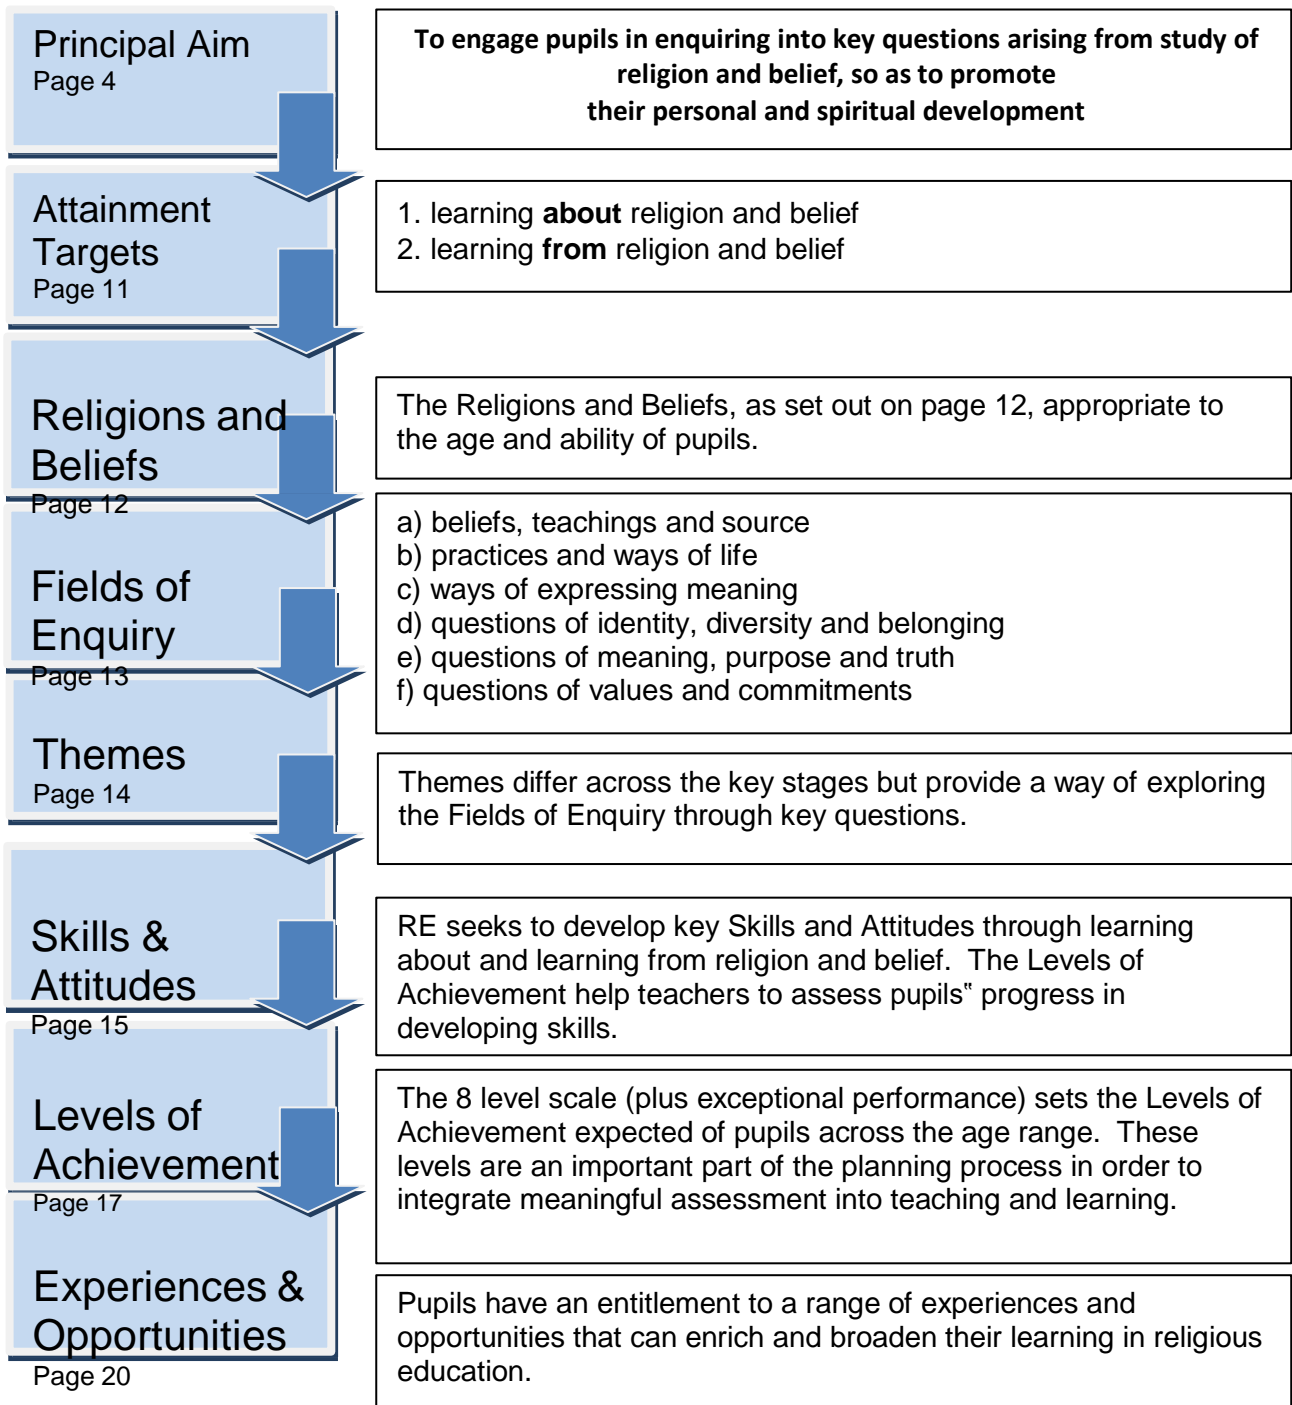 Principal Aim
Page 4
To engage pupils in enquiring into key questions arising from study of
religion and belief, so as to promote
their personal and spiritual development
Attainment
Targets
Page 11
1. learning about religion and belief
2. learning from religion and belief
Religions and
Beliefs
Page 12
The Religions and Beliefs, as set out on page 12, appropriate to
the age and ability of pupils.
Fields of
Enquiry
Page 13
a) beliefs, teachings and source
b) practices and ways of life
c) ways of expressing meaning
d) questions of identity, diversity and belonging
e) questions of meaning, purpose and truth
f) questions of values and commitments
Themes
Page 14
Themes differ across the key stages but provide a way of exploring
the Fields of Enquiry through key questions.
Skills &
Attitudes
Page 15
RE seeks to develop key Skills and Attitudes through learning
about and learning from religion and belief.  The Levels of
Achievement help teachers to assess pupils‟ progress in
developing skills.
Levels of
Achievement
Page 17
The 8 level scale (plus exceptional performance) sets the Levels of
Achievement expected of pupils across the age range.  These
levels are an important part of the planning process in order to
integrate meaningful assessment into teaching and learning.
Experiences &
Opportunities
Page 20
Pupils have an entitlement to a range of experiences and
opportunities that can enrich and broaden their learning in religious
education.